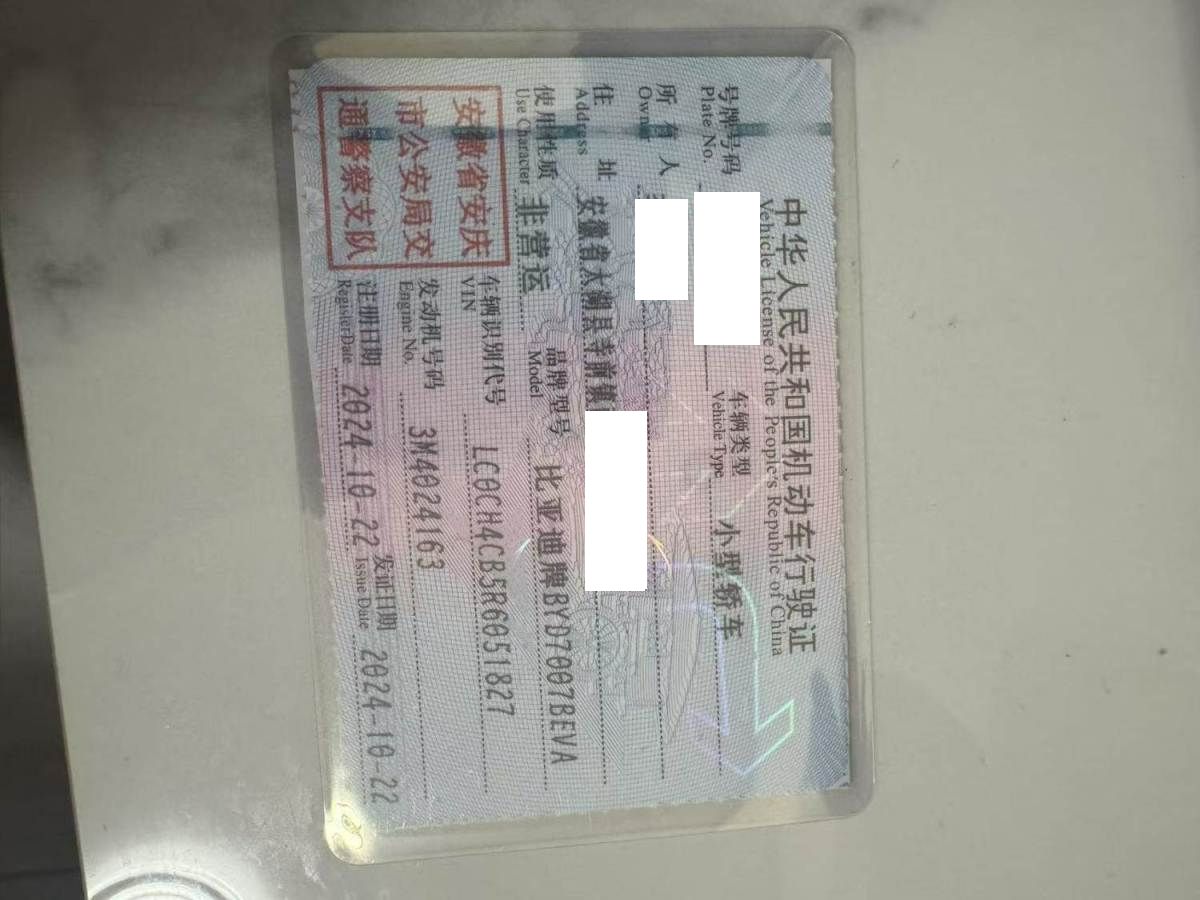 中华人民共和国机动车行驶证
Vehicle License of the People's Republic of China
号牌号码 车辆类型 小型轿车
Plate No. Vehicle Type
所有人
Owner
住址 安徽省太湖县寺前镇
Address
使用性质 非营运 品牌型号 比亚迪牌BYD7007BEVA
Use Character Model
安徽省安庆
市公安局交
通警察支队
车辆识别代号 LC0CH4CB5R6051827
VIN
发动机号码 3M4024163
Engine No.
注册日期 2024-10-22 发证日期 2024-10-22
Register Date Issue Date